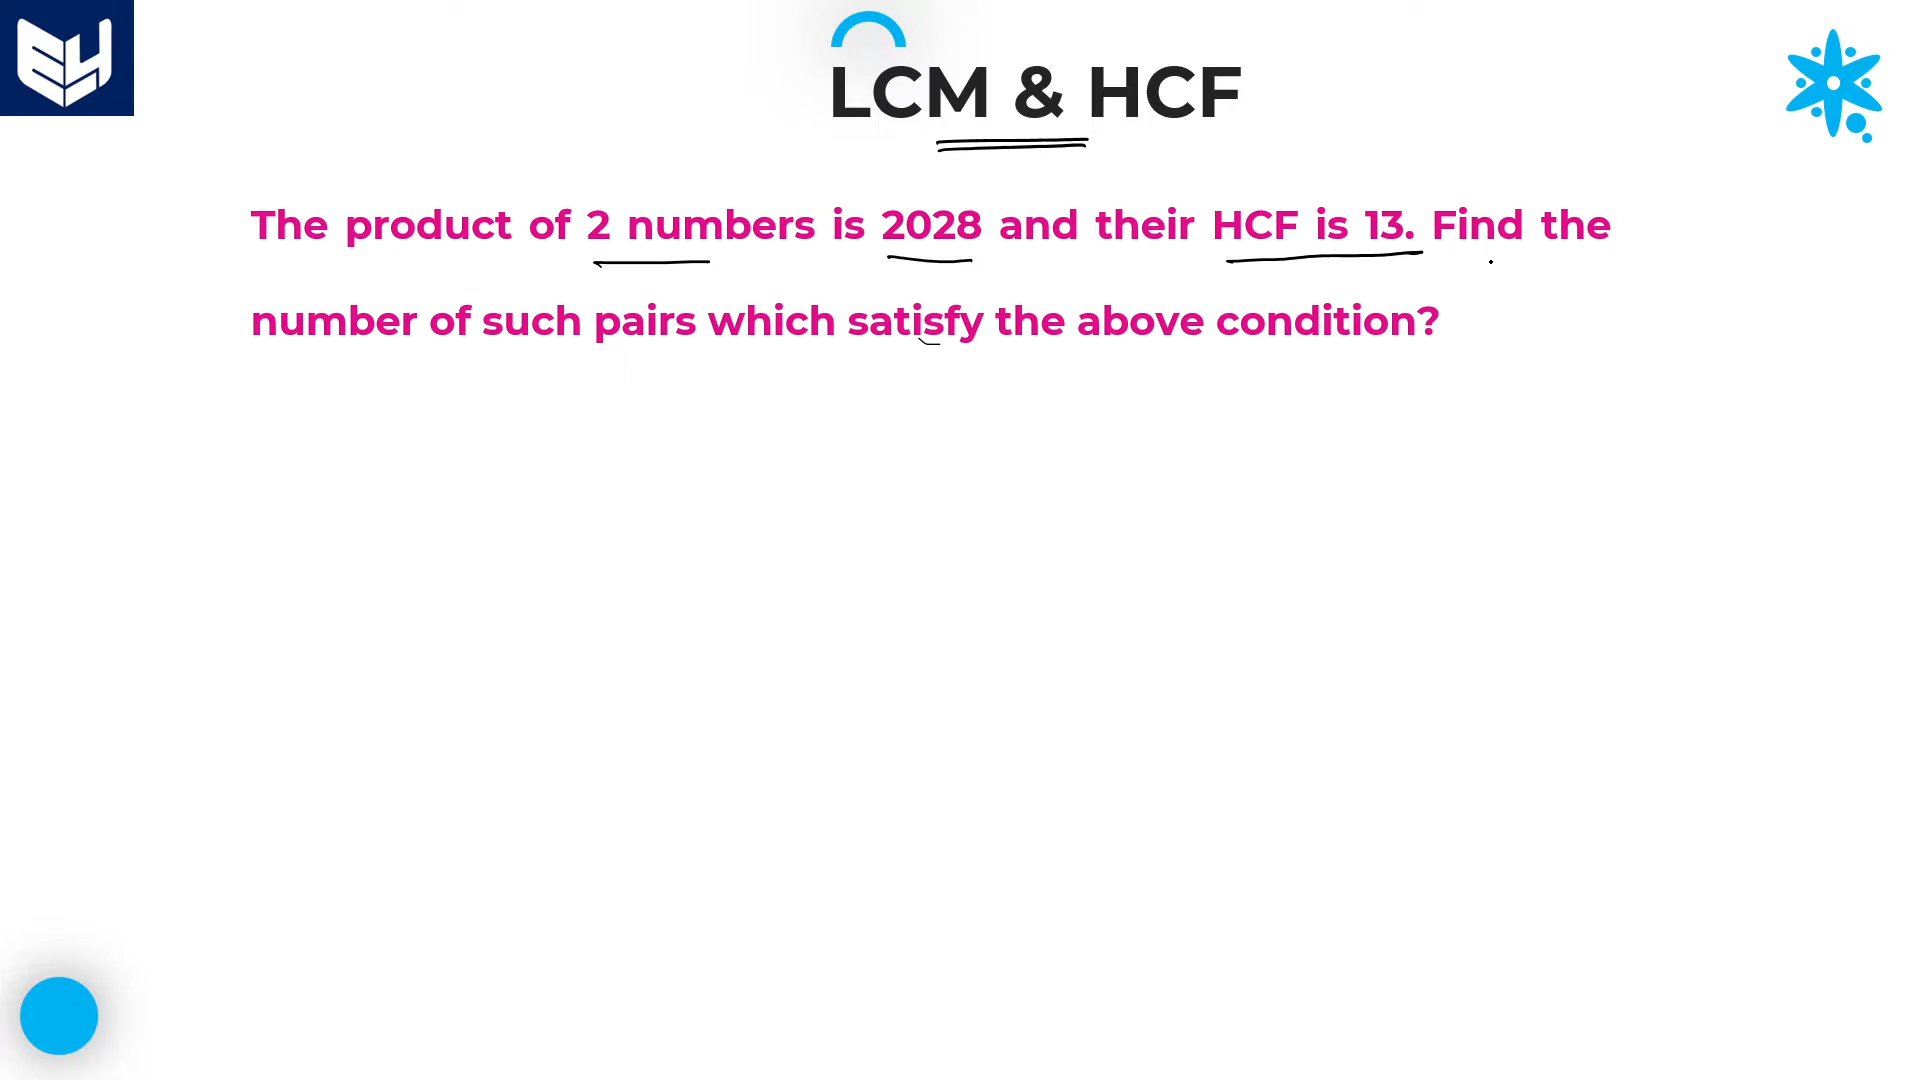 LCM & HCF
The product of 2 numbers is 2028 and their HCF is 13. Find the
number of such pairs which satisfy the above condition?